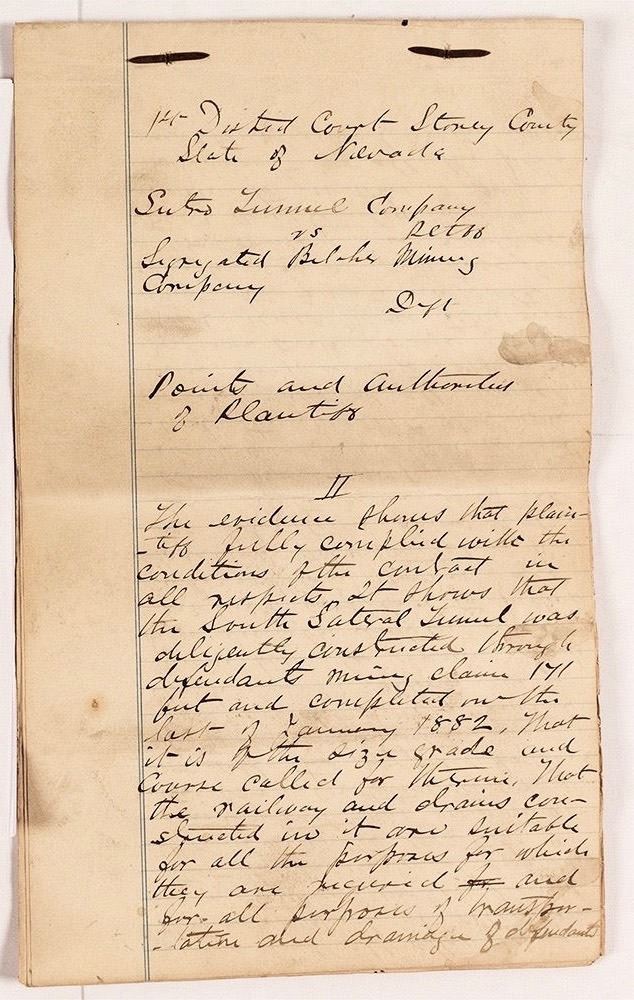 1st District Court Storey County
State of Nevada
Sutro Tunnel Company
vs Pltff
Segregated Belcher Mining
Company
Deft
Points and Authorities
of Plaintiff
II
The evidence shows that plain-
-tiff fully complied with the
conditions of the contract in
all respects. It shows that
the South Lateral Tunnel was
diligently constructed through
defendants mining claim 171
feet and completed on the
last of January 1882. That
it is of the size grade and
Course called for therein. That
the railway and drains con-
structed in it are suitable
for all the purposes for which
they are required and
for all purposes of transpor-
-tation and drainage of defendants